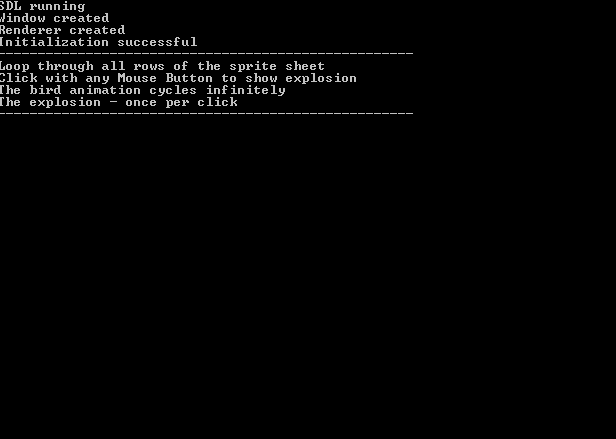 SDL running
Window created
Renderer created
Initialization successful
----------------------------------------------------
Loop through all rows of the sprite sheet
Click with any Mouse Button to show explosion
The bird animation cycles infinitely
The explosion - once per click
----------------------------------------------------